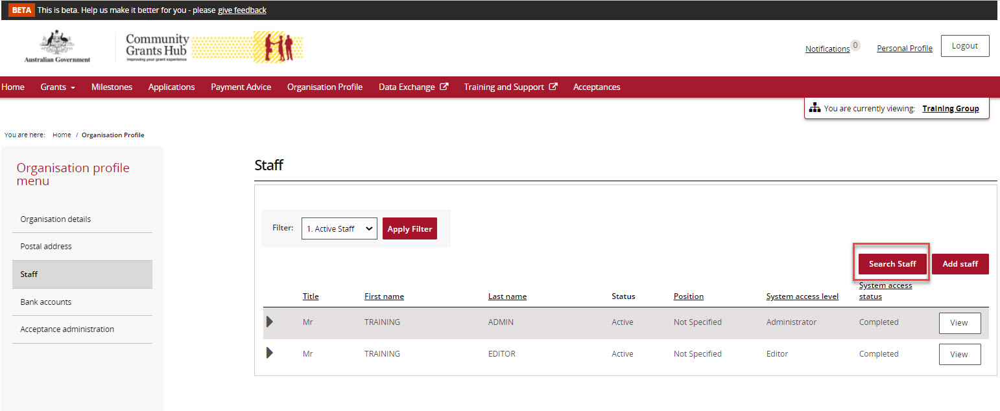 BETA This is beta. Help us make it better for you - please give feedback
Australian Government
Community
Grants Hub
Improving your grant experience
Notifications 0 Personal Profile Logout
Home Grants Milestones Applications Payment Advice Organisation Profile Data Exchange Training and Support Acceptances
You are currently viewing: Training Group
You are here: Home / Organisation Profile
Organisation profile
menu
Organisation details
Postal address
Staff
Bank accounts
Acceptance administration
Staff
Filter: 1. Active Staff Apply Filter
Search Staff Add staff
Title First name Last name Status Position System access level System access
status
Mr TRAINING ADMIN Active Not Specified Administrator Completed View
Mr TRAINING EDITOR Active Not Specified Editor Completed View